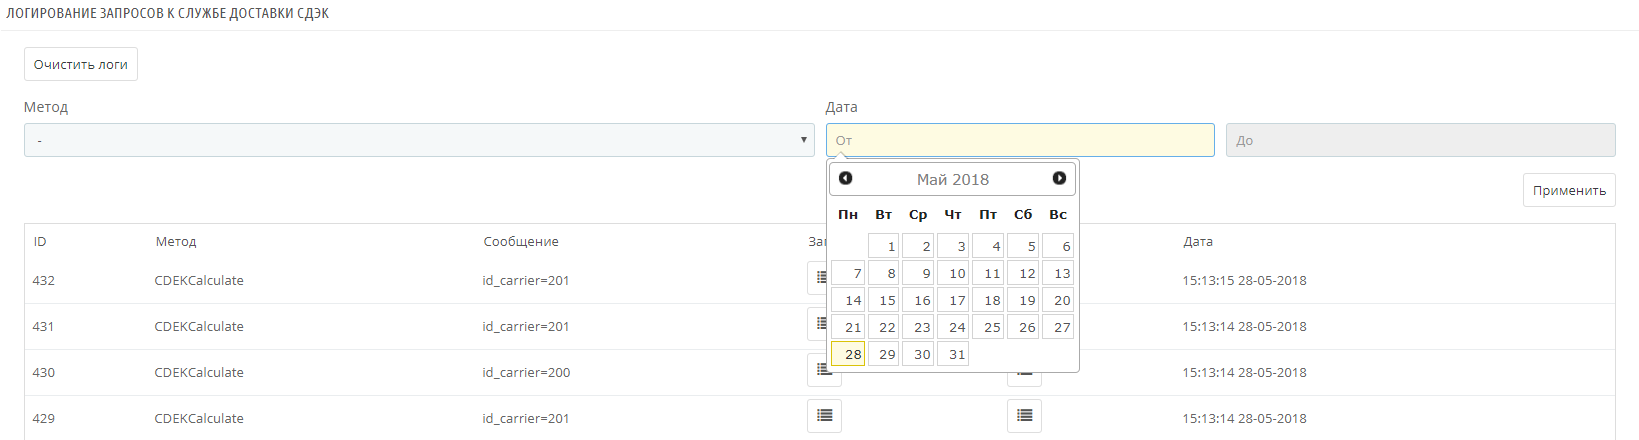 ЛОГИРОВАНИЕ ЗАПРОСОВ К СЛУЖБЕ ДОСТАВКИ СДЭК
Очистить логи
Метод Дата
- От До
Май 2018
Применить
Пн Вт Ср Чт Пт Сб Вс
1 2 3 4 5 6
7 8 9 10 11 12 13
14 15 16 17 18 19 20
21 22 23 24 25 26 27
28 29 30 31
ID Метод Сообщение Дата
432 CDEKCalculate id_carrier=201 15:13:15 28-05-2018
431 CDEKCalculate id_carrier=201 15:13:14 28-05-2018
430 CDEKCalculate id_carrier=200 15:13:14 28-05-2018
429 CDEKCalculate id_carrier=201 15:13:14 28-05-2018